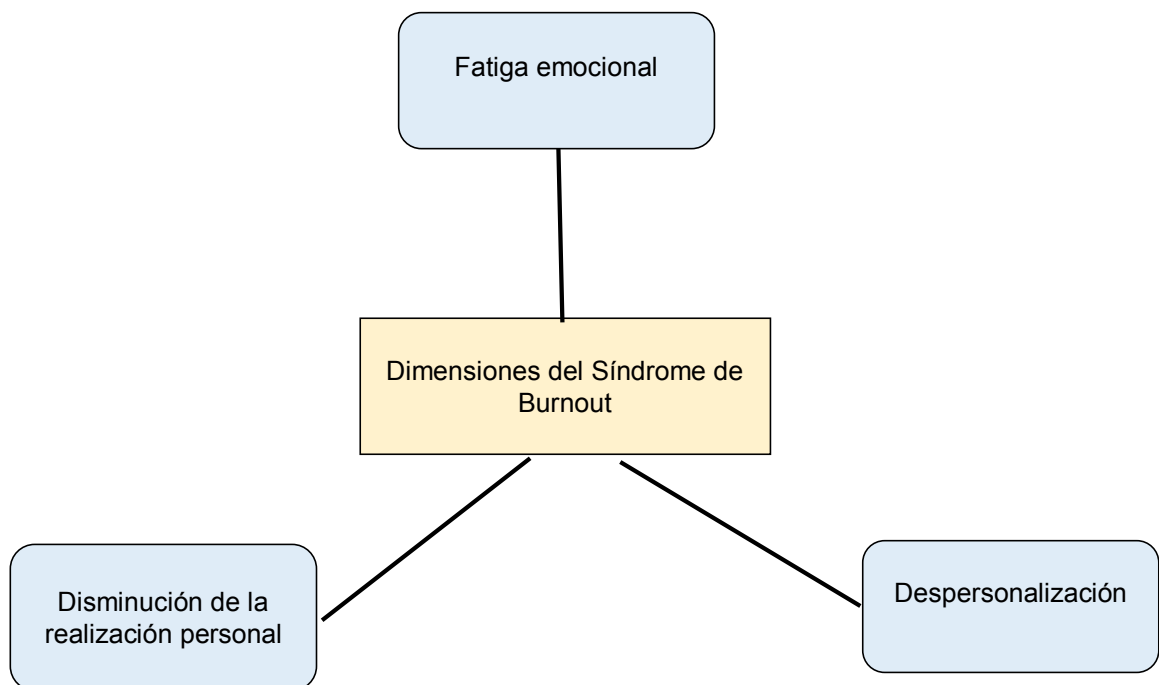 Fatiga emocional
Dimensiones del Síndrome de
Burnout
Disminución de la
realización personal
Despersonalización